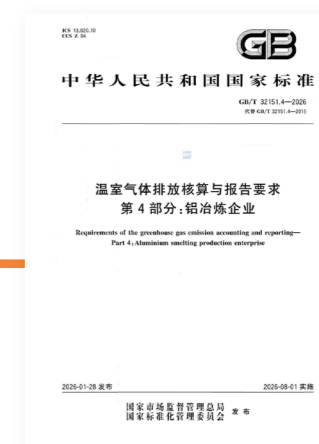 ICS 13.020.10
CCS Z 04
GB
中华人民共和国国家标准
GB/T 32151.4—2026
代替 GB/T 32151.4—2015
温室气体排放核算与报告要求
第 4 部分：铝冶炼企业
Requirements of the greenhouse gas emission accounting and reporting—
Part 4：Aluminium smelting production enterprise
2026-01-28 发布
2026-08-01 实施
国家市场监督管理总局
国家标准化管理委员会 发布